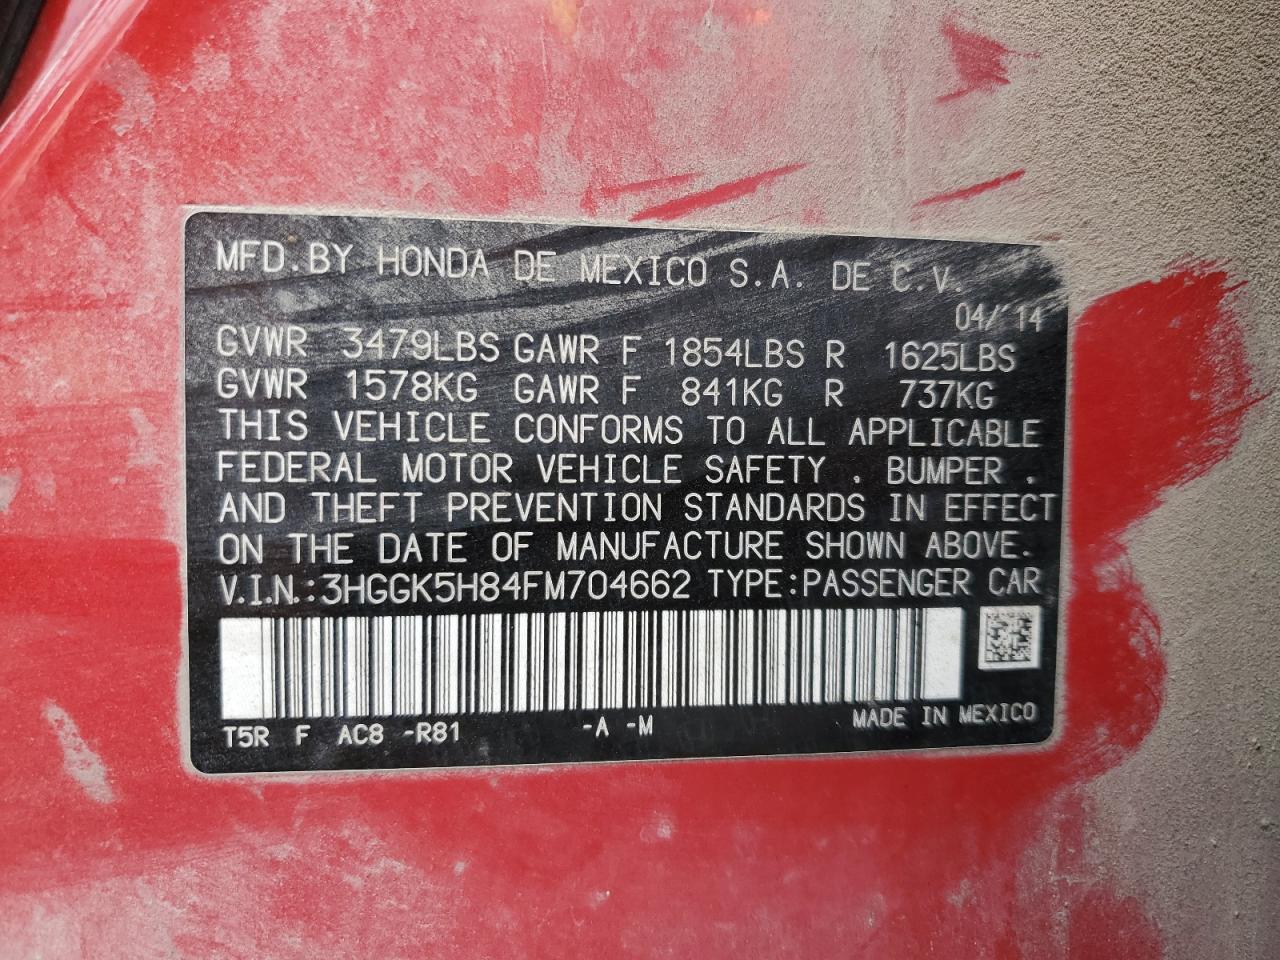 MFD.BY HONDA DE MEXICO S.A. DE C.V.
04/'14
GVWR 3479LBS GAWR F 1854LBS R 1625LBS
GVWR 1578KG GAWR F 841KG R 737KG
THIS VEHICLE CONFORMS TO ALL APPLICABLE
FEDERAL MOTOR VEHICLE SAFETY . BUMPER .
AND THEFT PREVENTION STANDARDS IN EFFECT
ON THE DATE OF MANUFACTURE SHOWN ABOVE.
V.I.N.:3HGGK5H84FM704662 TYPE:PASSENGER CAR
T5R F AC8 -R81 -A -M MADE IN MEXICO